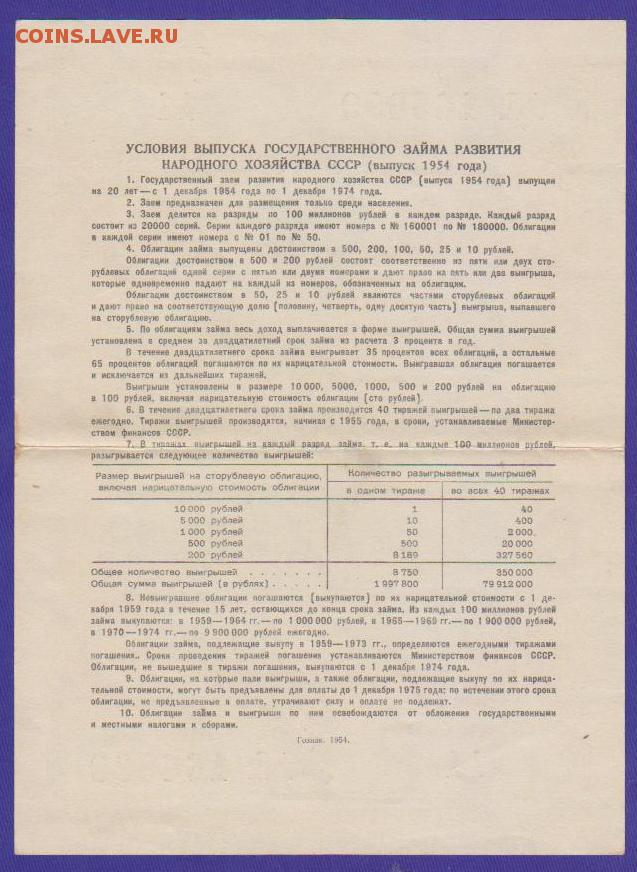 COINS.LAVE.RU
УСЛОВИЯ ВЫПУСКА ГОСУДАРСТВЕННОГО ЗАЙМА РАЗВИТИЯ
НАРОДНОГО ХОЗЯЙСТВА СССР (выпуск 1954 года)
1. Государственный заем развития народного хозяйства СССР (выпуск 1954 года) выпущен
на 20 лет — с 1 декабря 1954 года по 1 декабря 1974 года.
2. Заем предназначен для размещения только среди населения.
3. Заем делится на разряды по 100 миллионов рублей в каждом разряде. Каждый разряд
состоит из 20000 серий. Серии каждого разряда имеют номера с № 160001 по № 180000. Облигации
в каждой серии имеют номера с № 01 по № 50.
4. Облигации займа выпущены достоинством в 500, 200, 100, 50, 25 и 10 рублей.
Облигации достоинством в 500 и 200 рублей состоят соответственно из пяти или двух сто-
рублевых облигаций одной серии с пятью или двумя номерами и дают право на пять или два выигрыша,
которые одновременно падают на каждый из номеров, обозначенных на облигации.
Облигации достоинством в 50, 25 и 10 рублей являются частями сторублевых облигаций
и дают право на соответствующую долю (половину, четверть, одну десятую часть) выигрыша, выпавшего
на сторублевую облигацию.
5. По облигациям займа весь доход выплачивается в форме выигрышей. Общая сумма выигрышей
установлена в среднем за двадцатилетний срок займа из расчета 3 процента в год.
В течение двадцатилетнего срока займа выигрывает 35 процентов всех облигаций, а остальные
65 процентов облигаций погашаются по их нарицательной стоимости. Выигравшая облигация погашается
и исключается из дальнейших тиражей.
Выигрыши установлены в размере 10 000, 5000, 1000, 500 и 200 рублей на облигацию
в 100 рублей, включая нарицательную стоимость облигации (сто рублей).
6. В течение двадцатилетнего срока займа производится 40 тиражей выигрышей — по два тиража
ежегодно. Тиражи выигрышей производятся, начиная с 1955 года, в сроки, устанавливаемые Министер-
ством финансов СССР.
7. В тиражах выигрышей на каждый разряд займа, т. е. на каждые 100 миллионов рублей,
разыгрывается следующее количество выигрышей:
Размер выигрышей на сторублевую облигацию, включая нарицательную стоимость облигации
Количество разыгрываемых выигрышей
в одном тираже во всех 40 тиражах
10 000 рублей 1 40
5 000 рублей 10 400
1 000 рублей 50 2 000
500 рублей 500 20 000
200 рублей 8 189 327 560
Общее количество выигрышей . . . . . . . 8 750 350 000
Общая сумма выигрышей (в рублях) . . . . . 1 997 800 79 912 000
8. Невыигравшие облигации погашаются (выкупаются) по их нарицательной стоимости с 1 де-
кабря 1959 года в течение 15 лет, остающихся до конца срока займа. Из каждых 100 миллионов рублей
займа выкупаются: в 1959—1964 гг.— по 1 000 000 рублей, в 1965—1969 гг.— по 1 900 000 рублей,
в 1970—1974 гг.— по 9 900 000 рублей ежегодно.
Облигации займа, подлежащие выкупу в 1959—1973 гг., определяются ежегодными тиражами
погашения. Сроки проведения тиражей погашения устанавливаются Министерством финансов СССР.
Облигации, не вышедшие в тиражи погашения, выкупаются с 1 декабря 1974 года.
9. Облигации, на которые пали выигрыши, а также облигации, подлежащие выкупу по их нарица-
тельной стоимости, могут быть предъявлены для оплаты до 1 декабря 1975 года; по истечении этого срока
облигации, не предъявленные к оплате, утрачивают силу и оплате не подлежат.
10. Облигации займа и выигрыши по ним освобождаются от обложения государственными
и местными налогами и сборами.
Гознак. 1954.